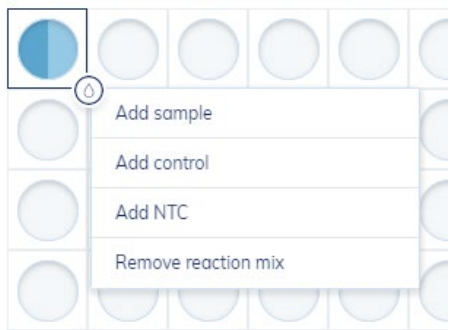 Add sample
Add control
Add NTC
Remove reaction mix